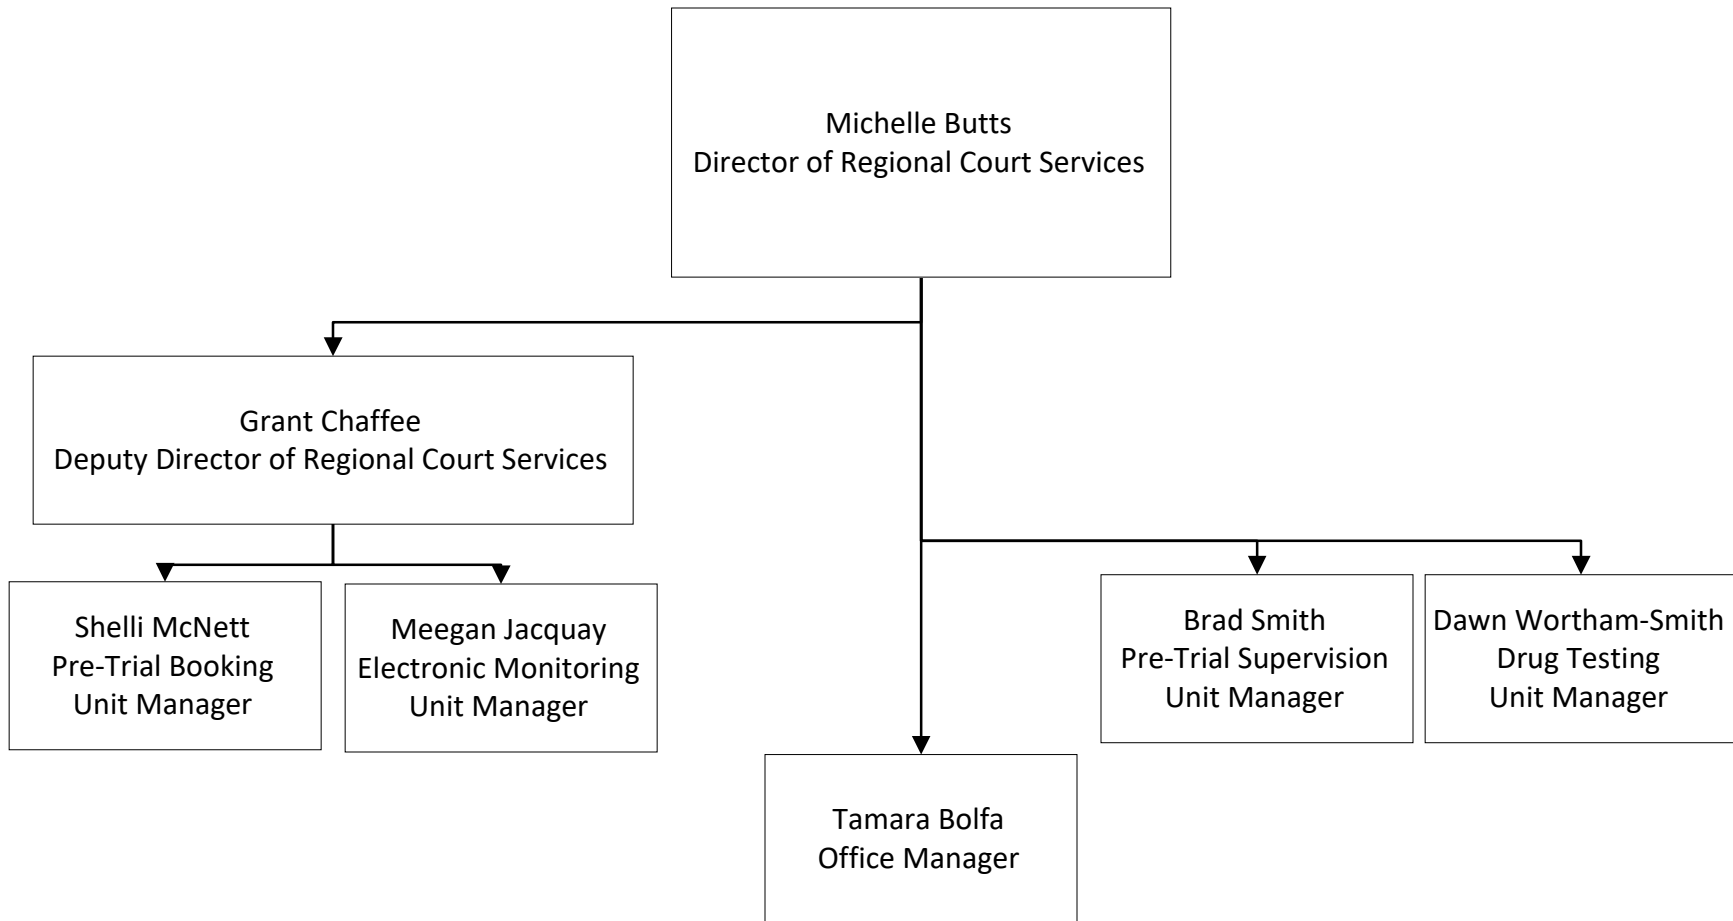 Michelle Butts
Director of Regional Court Services
Grant Chaffee
Deputy Director of Regional Court Services
Shelli McNett
Pre-Trial Booking
Unit Manager
Meegan Jacquay
Electronic Monitoring
Unit Manager
Brad Smith
Pre-Trial Supervision
Unit Manager
Dawn Wortham-Smith
Drug Testing
Unit Manager
Tamara Bolfa
Office Manager